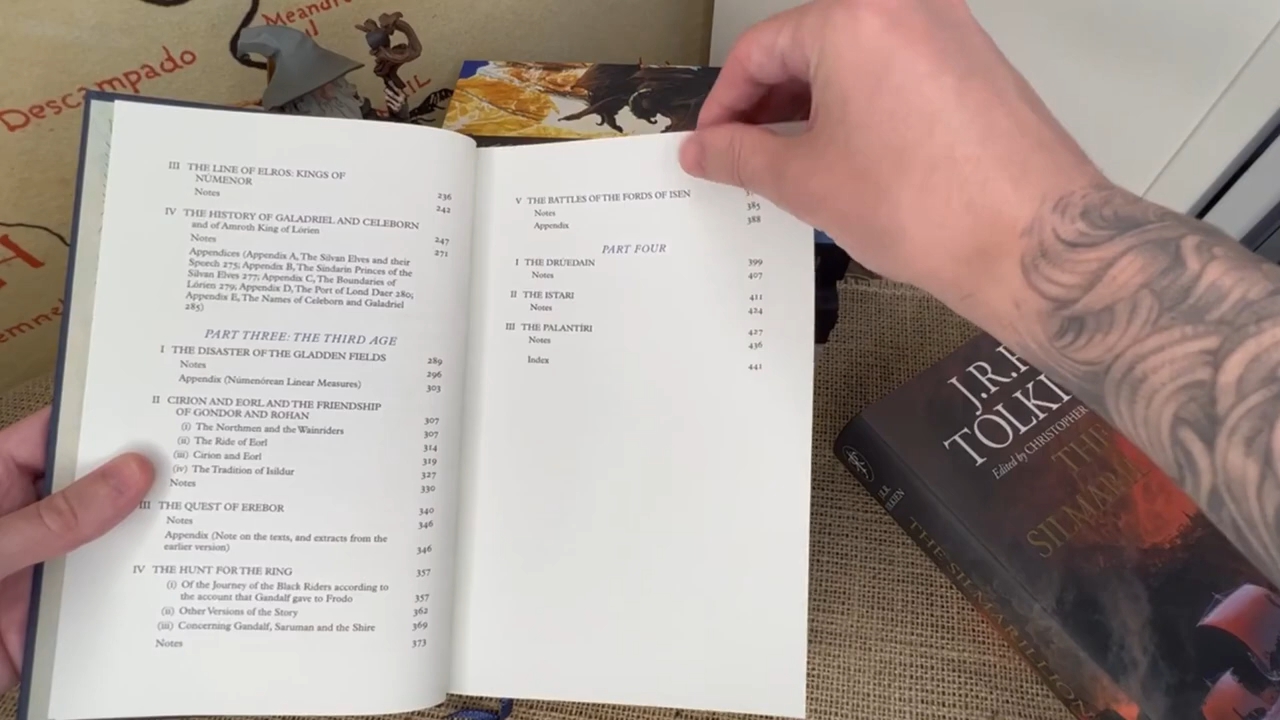 Meandr
Descampado
III THE LINE OF ELROS: KINGS OF
NÚMENOR 236
Notes 242
IV THE HISTORY OF GALADRIEL AND CELEBORN
and of Amroth King of Lórien 247
Notes 271
Appendices (Appendix A, The Silvan Elves and their
Speech 275; Appendix B, The Sindarin Princes of the
Silvan Elves 277; Appendix C, The Boundaries of
Lórien 279; Appendix D, The Port of Lond Daer 280;
Appendix E, The Names of Celeborn and Galadriel
285)
PART THREE: THE THIRD AGE
I THE DISASTER OF THE GLADDEN FIELDS 289
Notes 296
Appendix (Númenórean Linear Measures) 303
II CIRION AND EORL AND THE FRIENDSHIP
OF GONDOR AND ROHAN 307
(i) The Northmen and the Wainriders 307
(ii) The Ride of Eorl 314
(iii) Cirion and Eorl 319
(iv) The Tradition of Isildur 327
Notes 330
III THE QUEST OF EREBOR 340
Notes 346
Appendix (Note on the texts, and extracts from the
earlier version) 346
IV THE HUNT FOR THE RING 357
(i) Of the Journey of the Black Riders according to
the account that Gandalf gave to Frodo 357
(ii) Other Versions of the Story 362
(iii) Concerning Gandalf, Saruman and the Shire 369
Notes 373
V THE BATTLES OF THE FORDS OF ISEN
Notes 385
Appendix 388
PART FOUR
I THE DRÚEDAIN 399
Notes 407
II THE ISTARI 411
Notes 424
III THE PALANTÍRI 427
Notes 436
Index 441
J.R.R
TOLKI
Edited by CHRISTOPHER
THE
SILMARI
THE SILMARILLION